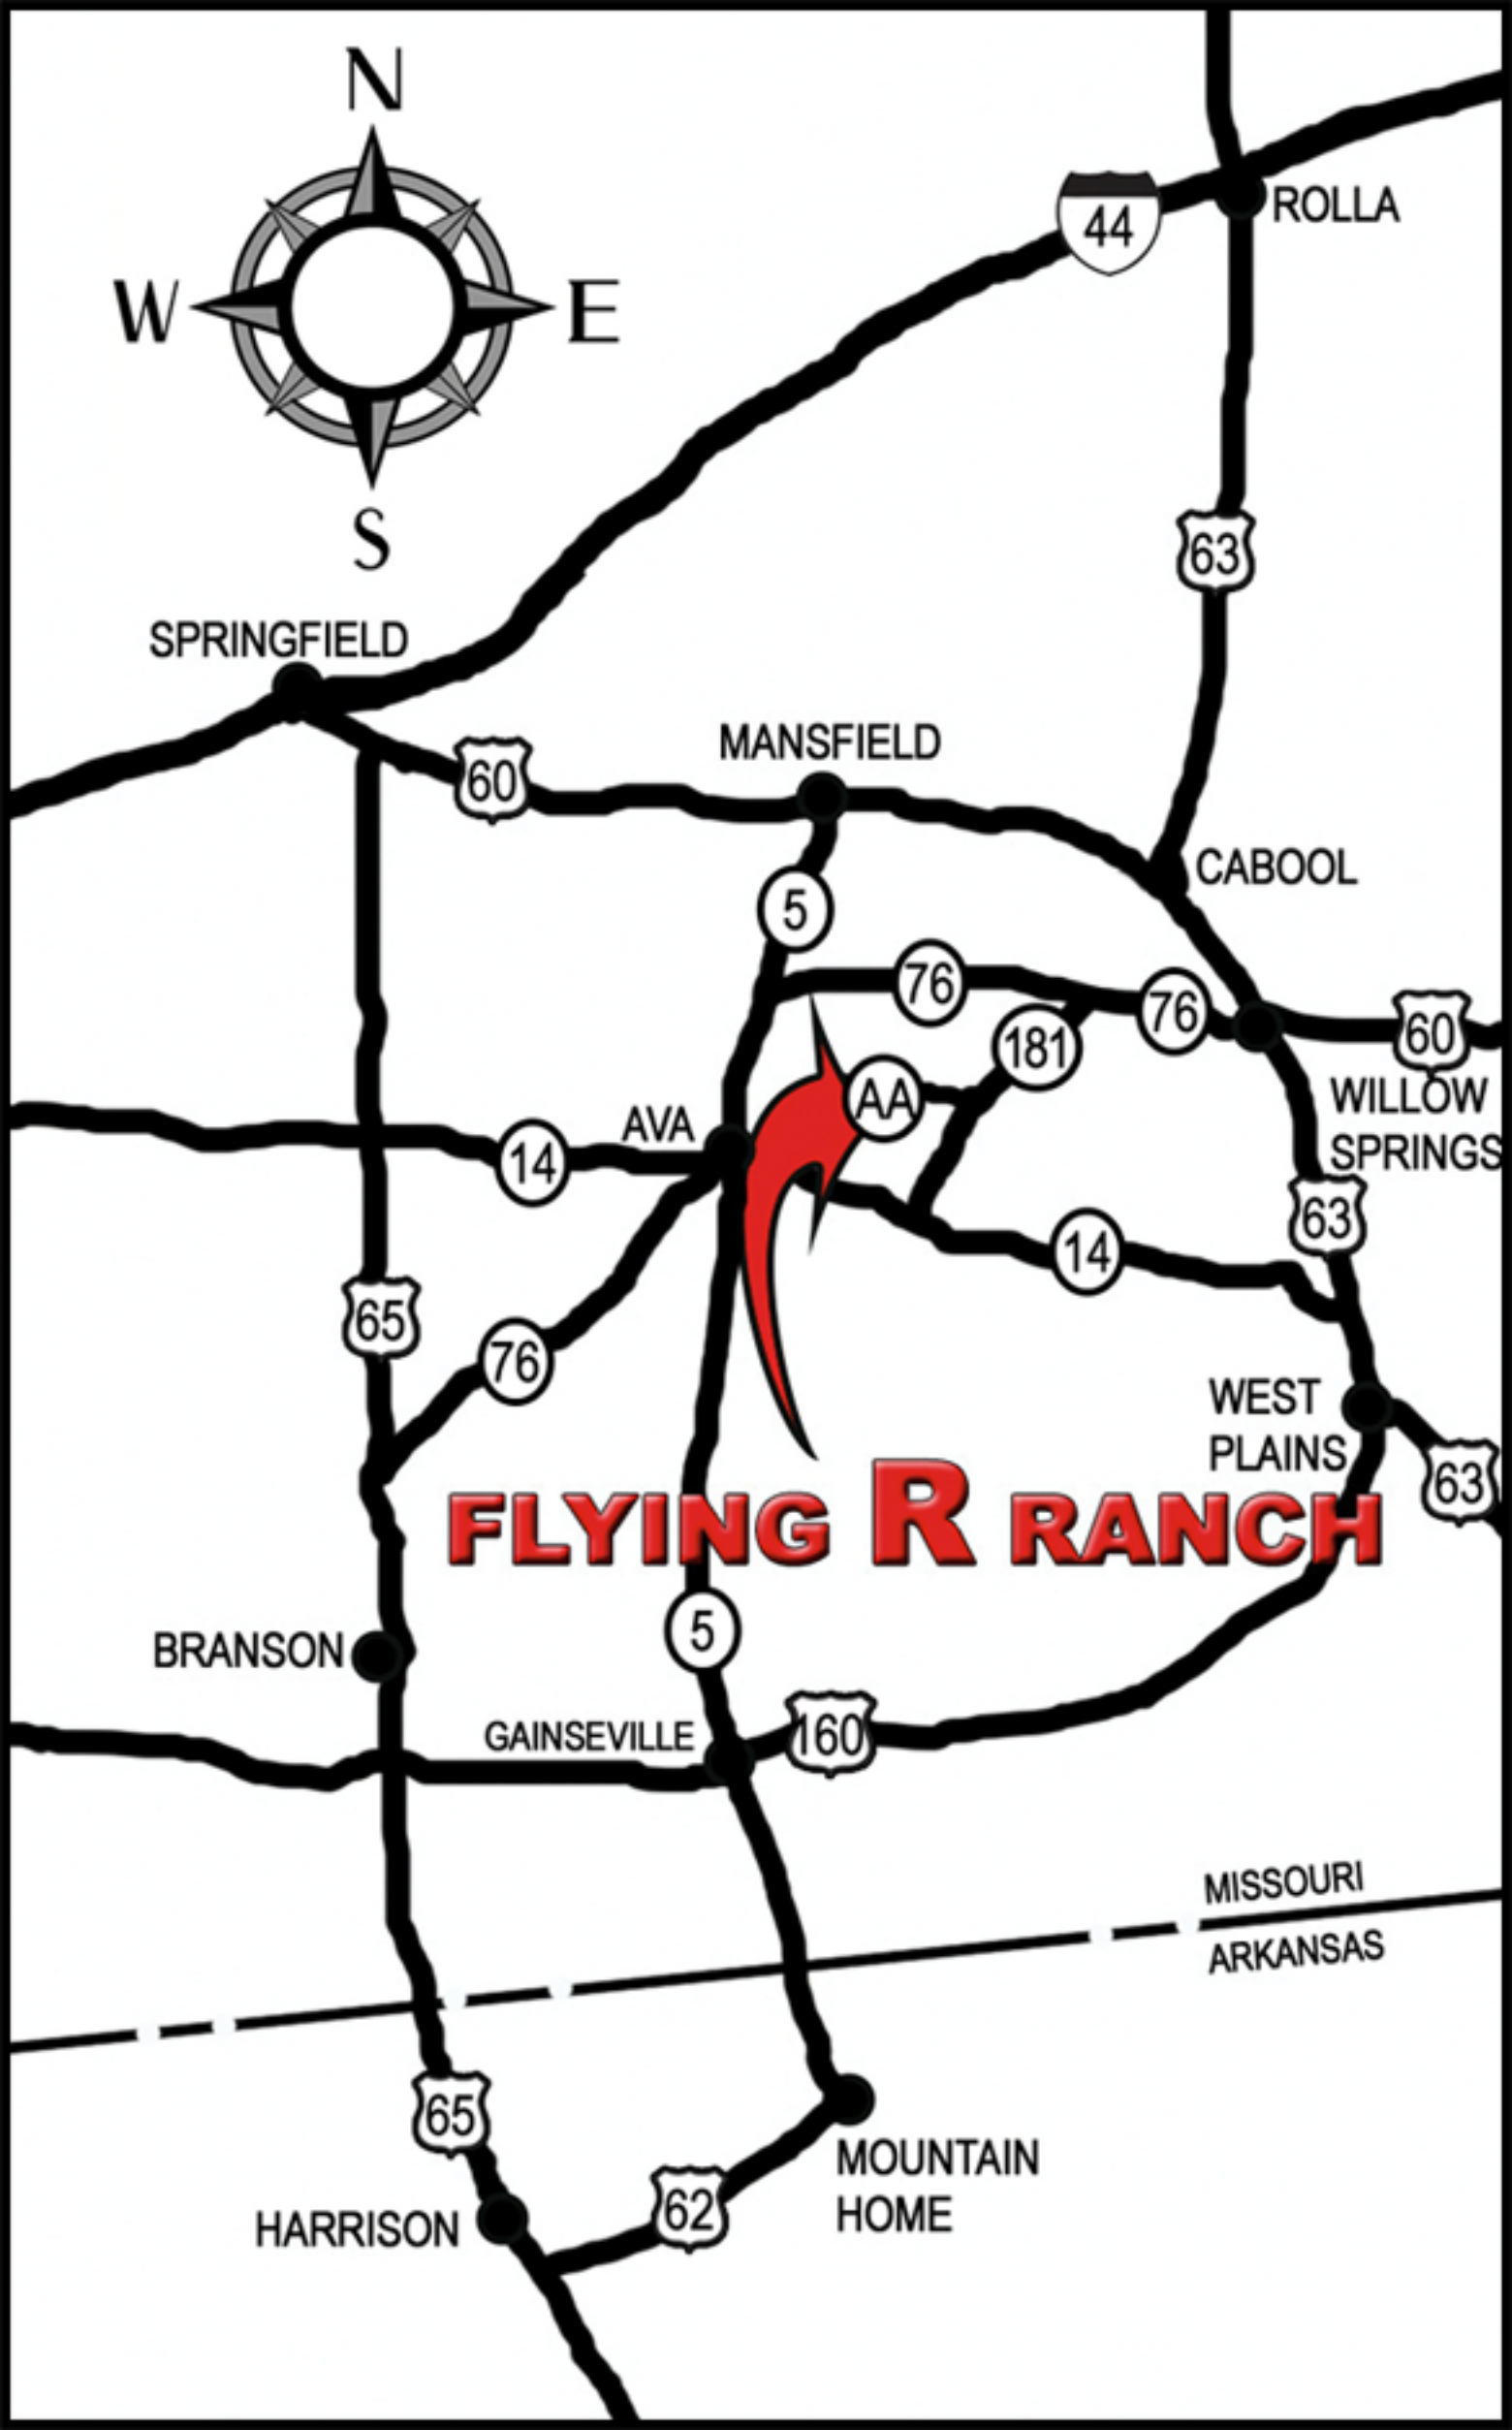 N
W
E
S
44
ROLLA
63
SPRINGFIELD
60
MANSFIELD
CABOOL
5
76
76
60
181
AA
WILLOW
SPRINGS
AVA
14
63
14
65
76
WEST
PLAINS
63
FLYING R RANCH
5
BRANSON
GAINSEVILLE
160
MISSOURI
ARKANSAS
65
MOUNTAIN
HOME
62
HARRISON